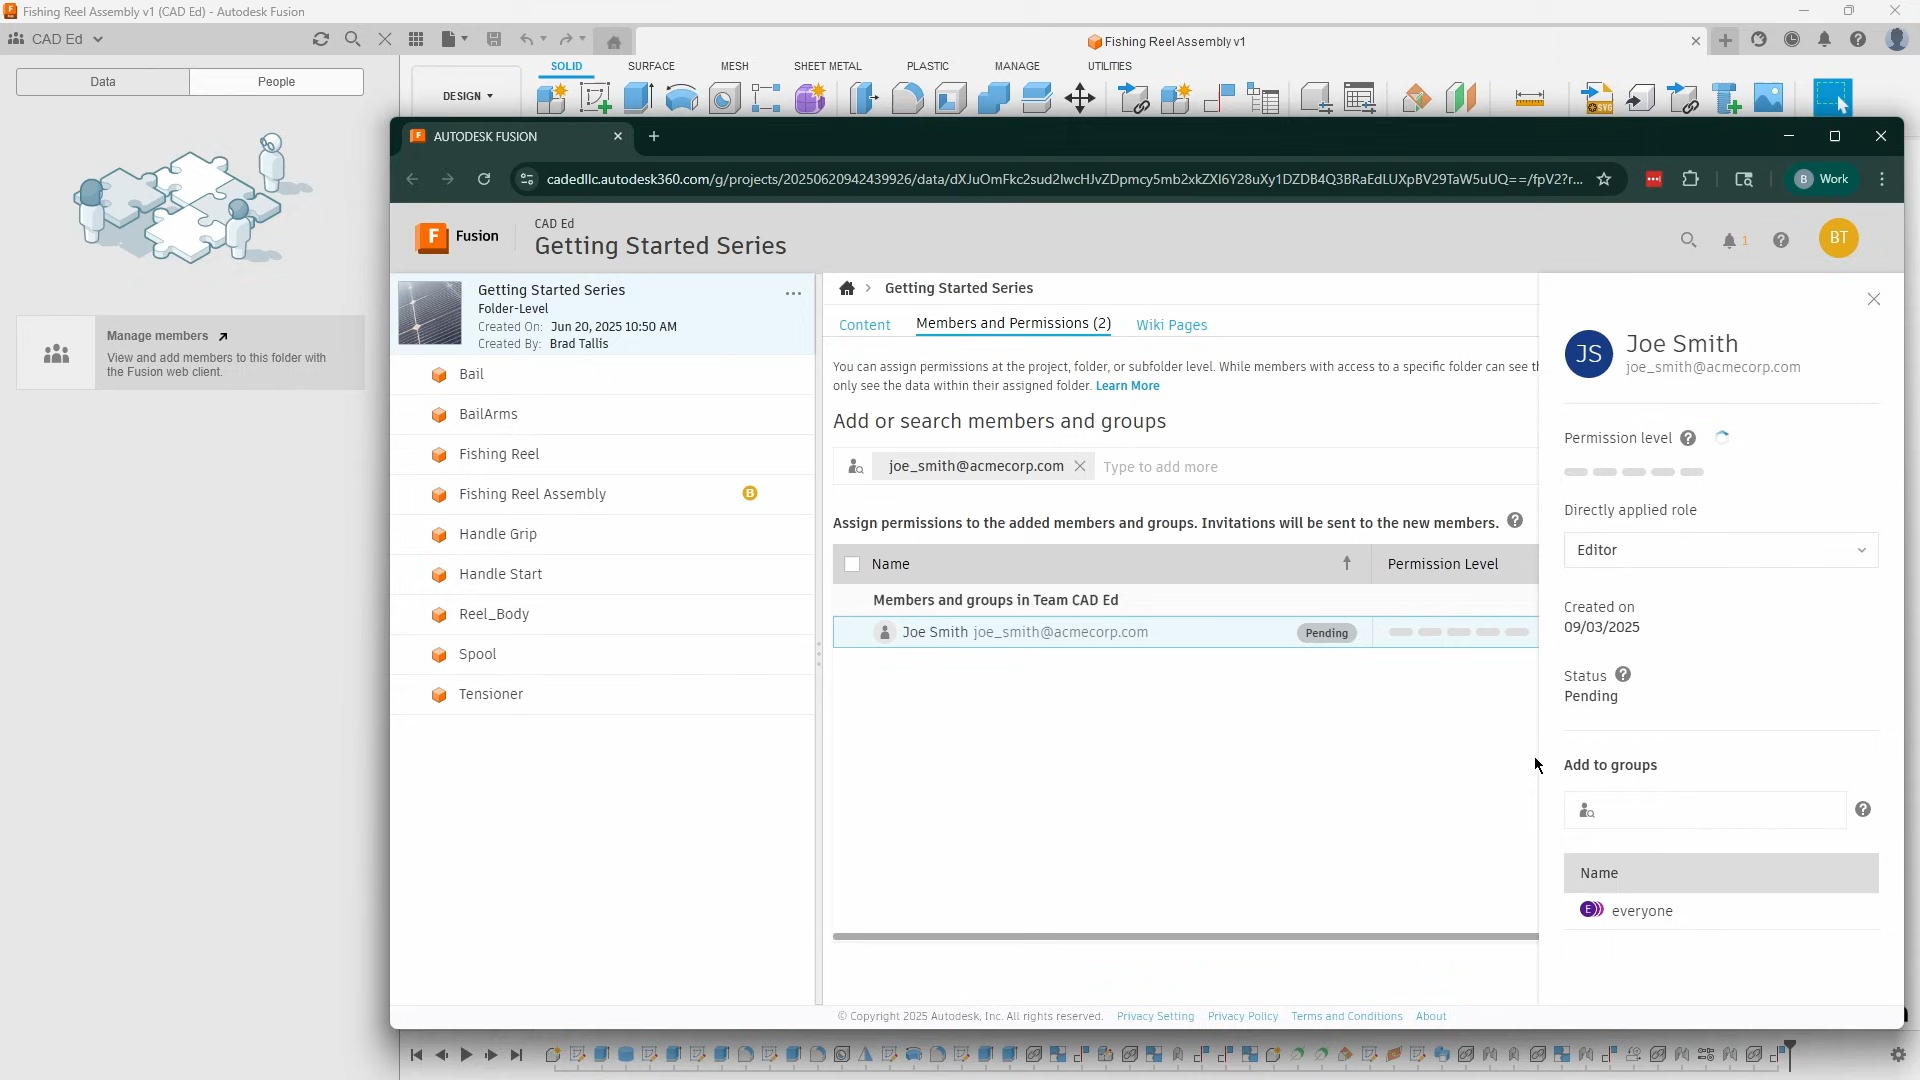 Fishing Reel Assembly v1 (CAD Ed) - Autodesk Fusion
CAD Ed
Fishing Reel Assembly v1
Data
People
DESIGN
SOLID
SURFACE
MESH
SHEET METAL
PLASTIC
MANAGE
UTILITIES
SVG
Manage members
View and add members to this folder with
the Fusion web client.
AUTODESK FUSION
cadedllc.autodesk360.com/g/projects/20250620942439926/data/dXJuOmFkc2sud2lwcHJvZDpmcy5mb2xkZXI6Y28uXy1DZDB4Q3BRaEdLUXpBV29TaW5uUQ==/fpV2?r...
B Work
F Fusion
CAD Ed
Getting Started Series
1
BT
Getting Started Series
Folder-Level
Created On: Jun 20, 2025 10:50 AM
Created By: Brad Tallis
Bail
BailArms
Fishing Reel
Fishing Reel Assembly
B
Handle Grip
Handle Start
Reel_Body
Spool
Tensioner
Getting Started Series
Content
Members and Permissions (2)
Wiki Pages
You can assign permissions at the project, folder, or subfolder level. While members with access to a specific folder can see th
only see the data within their assigned folder. Learn More
Add or search members and groups
joe_smith@acmecorp.com
Type to add more
Assign permissions to the added members and groups. Invitations will be sent to the new members.
Name
Permission Level
Members and groups in Team CAD Ed
Joe Smith joe_smith@acmecorp.com
Pending
JS
Joe Smith
joe_smith@acmecorp.com
Permission level
Directly applied role
Editor
Created on
09/03/2025
Status
Pending
Add to groups
Name
E
everyone
© Copyright 2025 Autodesk, Inc. All rights reserved.
Privacy Setting
Privacy Policy
Terms and Conditions
About